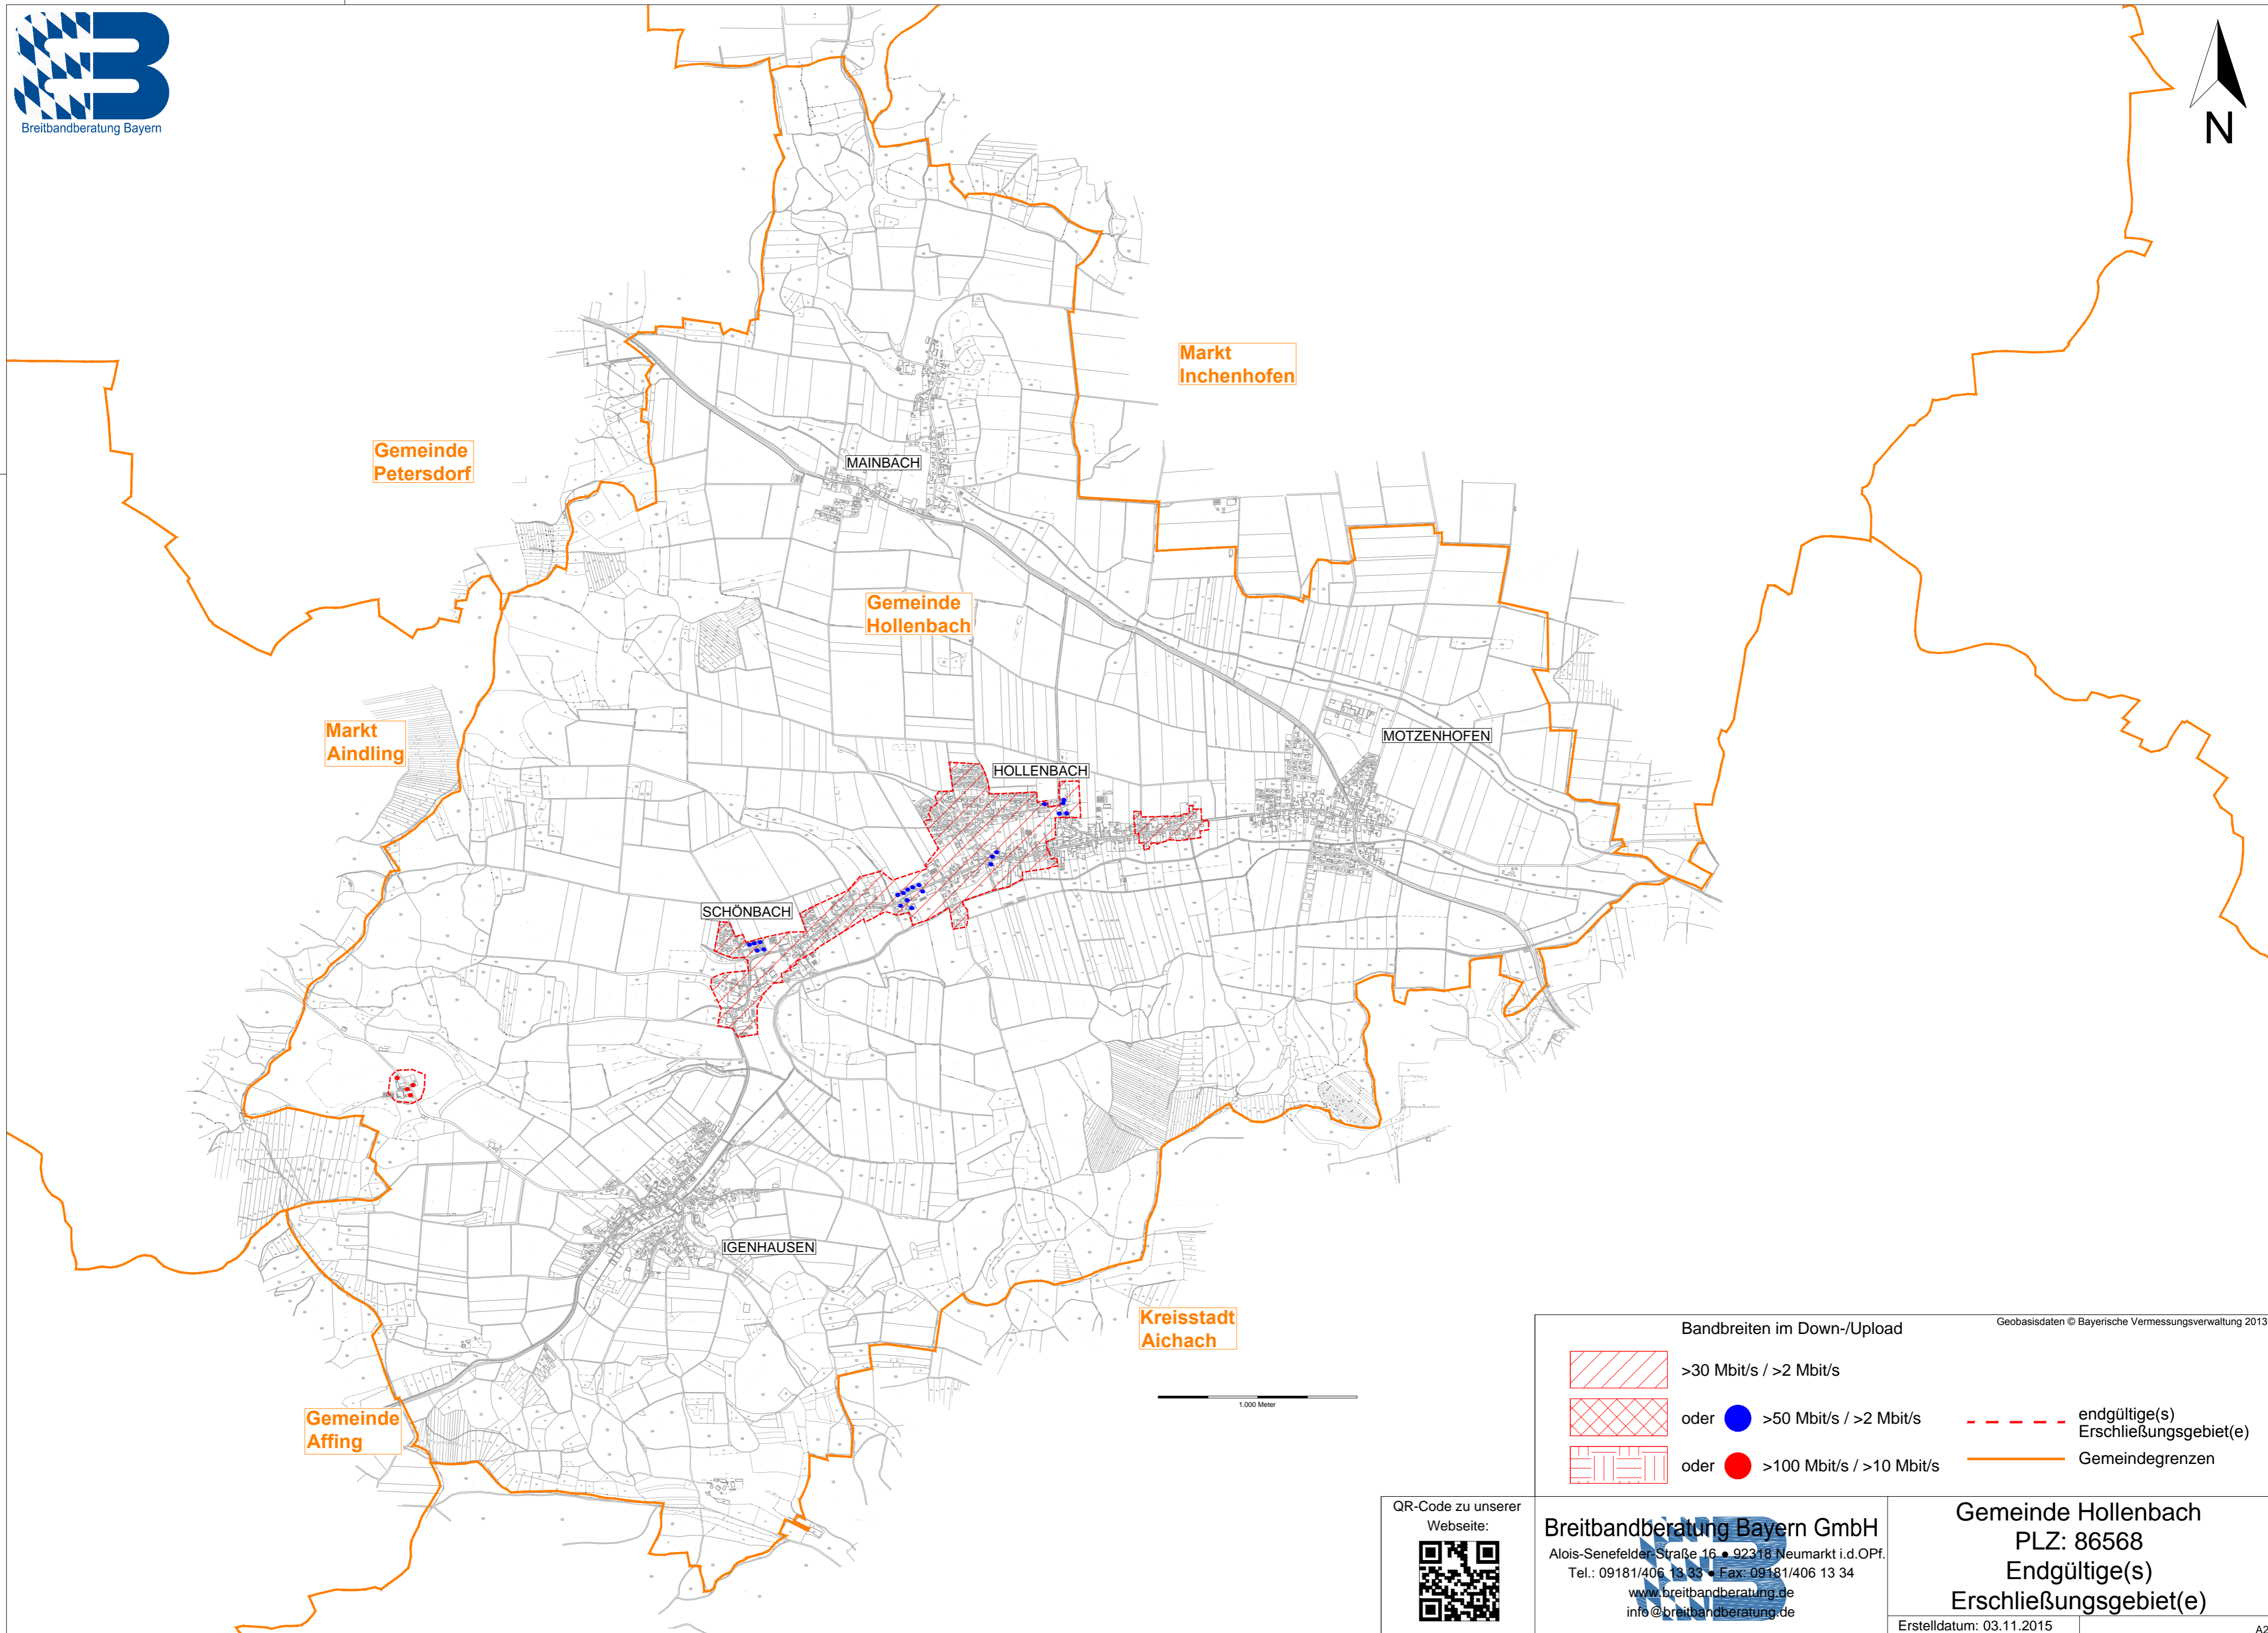 Breitbandberatung Bayern
N
Markt
Inchenhofen
Gemeinde
Petersdorf
MAINBACH
Gemeinde
Hollenbach
Markt
Aindling
MOTZENHOFEN
HOLLENBACH
SCHÖNBACH
IGENHAUSEN
Kreisstadt
Aichach
Gemeinde
Affing
1.000 Meter
Bandbreiten im Down-/Upload
Geobasisdaten © Bayerische Vermessungsverwaltung 2013
>30 Mbit/s / >2 Mbit/s
oder >50 Mbit/s / >2 Mbit/s
oder >100 Mbit/s / >10 Mbit/s
endgültige(s)
Erschließungsgebiet(e)
Gemeindegrenzen
QR-Code zu unserer
Webseite:
Breitbandberatung Bayern GmbH
Alois-Senefelder-Straße 16 ● 92318 Neumarkt i.d.OPf.
Tel.: 09181/406 13 33 ● Fax: 09181/406 13 34
www.breitbandberatung.de
info@breitbandberatung.de
Gemeinde Hollenbach
PLZ: 86568
Endgültige(s)
Erschließungsgebiet(e)
Erstelldatum: 03.11.2015
A2